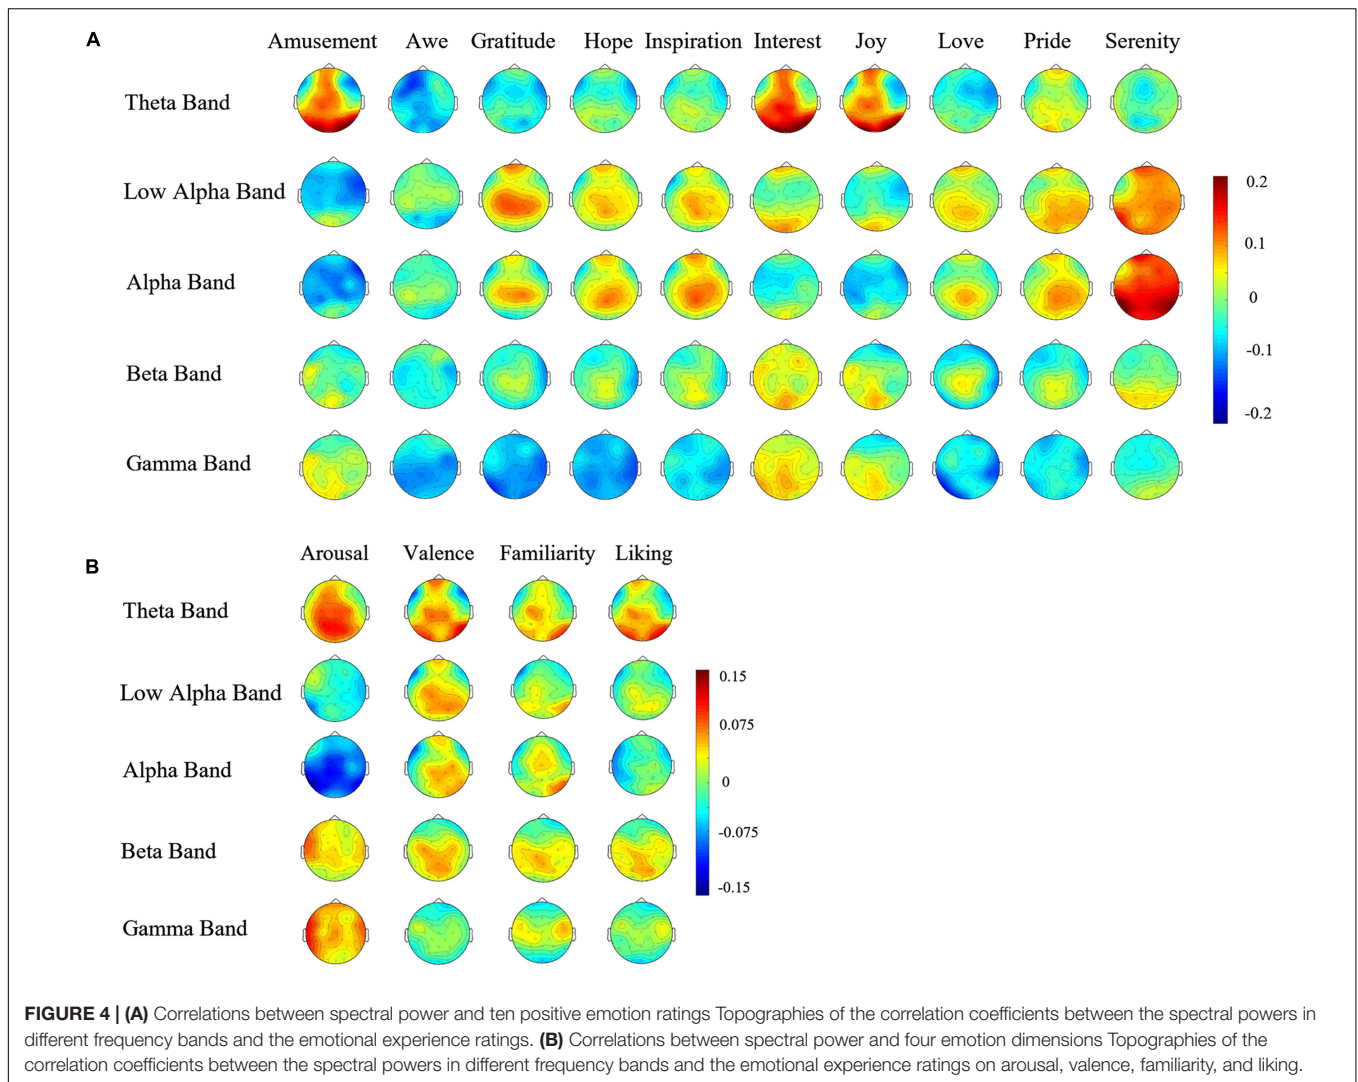 A
Amusement Awe Gratitude Hope Inspiration Interest Joy Love Pride Serenity
Theta Band
Low Alpha Band
Alpha Band
Beta Band
Gamma Band
0.2
0.1
0
-0.1
-0.2
B
Arousal Valence Familiarity Liking
Theta Band
Low Alpha Band
Alpha Band
Beta Band
Gamma Band
0.15
0.075
0
-0.075
-0.15
FIGURE 4 | (A) Correlations between spectral power and ten positive emotion ratings Topographies of the correlation coefficients between the spectral powers in
different frequency bands and the emotional experience ratings. (B) Correlations between spectral power and four emotion dimensions Topographies of the
correlation coefficients between the spectral powers in different frequency bands and the emotional experience ratings on arousal, valence, familiarity, and liking.